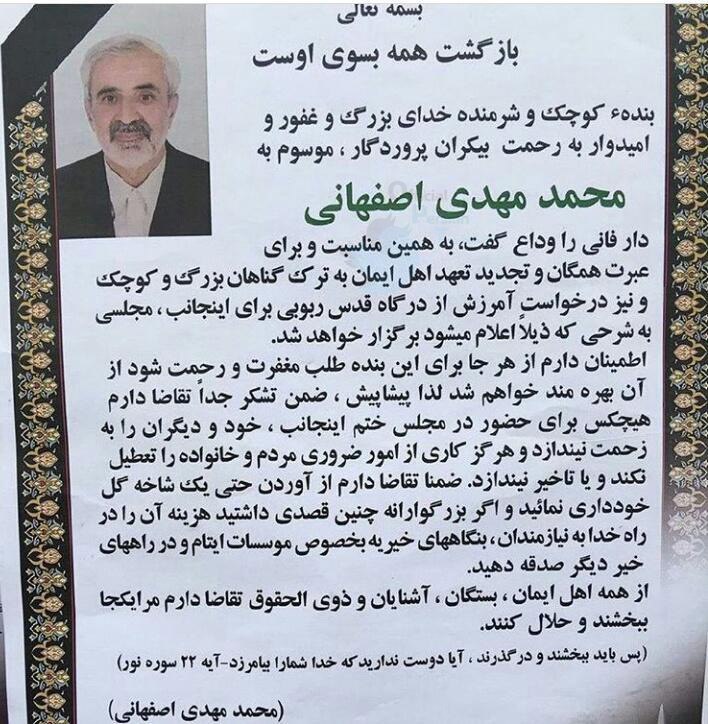 بسمه تعالی
بازگشت همه بسوی اوست
بنده‌ء کوچک و شرمنده خدای بزرگ و غفور و
امیدوار به رحمت بیکران پروردگار ، موسوم به
محمد مهدی اصفهانی
دار فانی را وداع گفت، به همین مناسبت و برای
عبرت همگان و تجدید تعهد اهل ایمان به ترک گناهان بزرگ و کوچک
و نیز درخواست آمرزش از درگاه قدس ربوبی برای اینجانب ، مجلسی
به شرحی که ذیلاً اعلام میشود برگزار خواهد شد.
اطمینان دارم از هر جا برای این بنده طلب مغفرت و رحمت شود از
آن بهره مند خواهم شد لذا پیشاپیش ، ضمن تشکر جداً تقاضا دارم
هیچکس برای حضور در مجلس ختم اینجانب ، خود و دیگران را به
زحمت نیندازد و هرگز کاری از امور ضروری مردم و خانواده را تعطیل
نکند و یا تاخیر نیندازد. ضمنا تقاضا دارم از آوردن حتی یک شاخه گل
خودداری نمائید و اگر بزرگوارانه چنین قصدی داشتید هزینه آن را در
راه خدا به نیازمندان ، بنگاههای خیریه بخصوص موسسات ایتام و در راههای
خیر دیگر صدقه دهید.
از همه اهل ایمان ، بستگان ، آشنایان و ذوی الحقوق تقاضا دارم مرا یکجا
ببخشند و حلال کنند.
(پس باید ببخشند و درگذرند ، آیا دوست ندارید که خدا شمارا بیامرزد-آیه ۲۲ سوره نور)
(محمد مهدی اصفهانی)